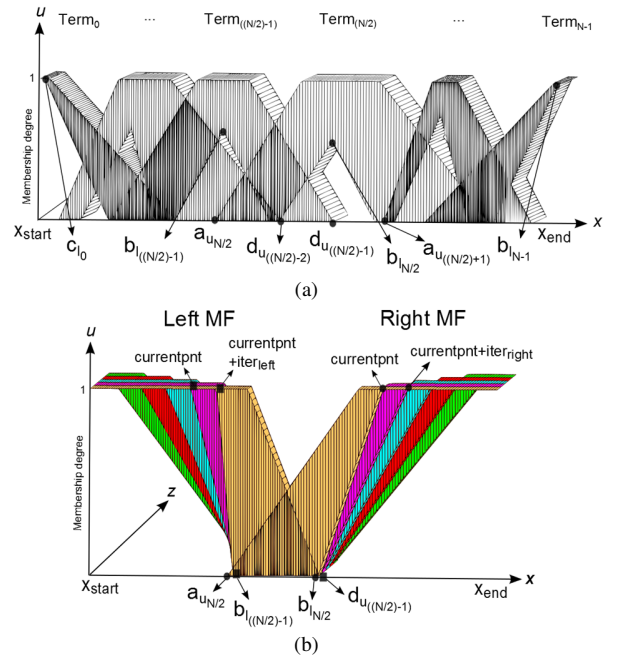 u
Term0 ... Term((N/2)-1) Term(N/2) ... TermN-1
1
Membership degree
Xstart Xend x
cl0 bl((N/2)-1) auN/2 du((N/2)-2) du((N/2)-1) blN/2 au((N/2)+1) blN-1
(a)
Left MF Right MF
u
currentpnt currentpnt +iterleft currentpnt currentpnt+iterright
1
Membership degree
z
Xstart Xend x
auN/2 bl((N/2)-1) blN/2 du((N/2)-1)
(b)